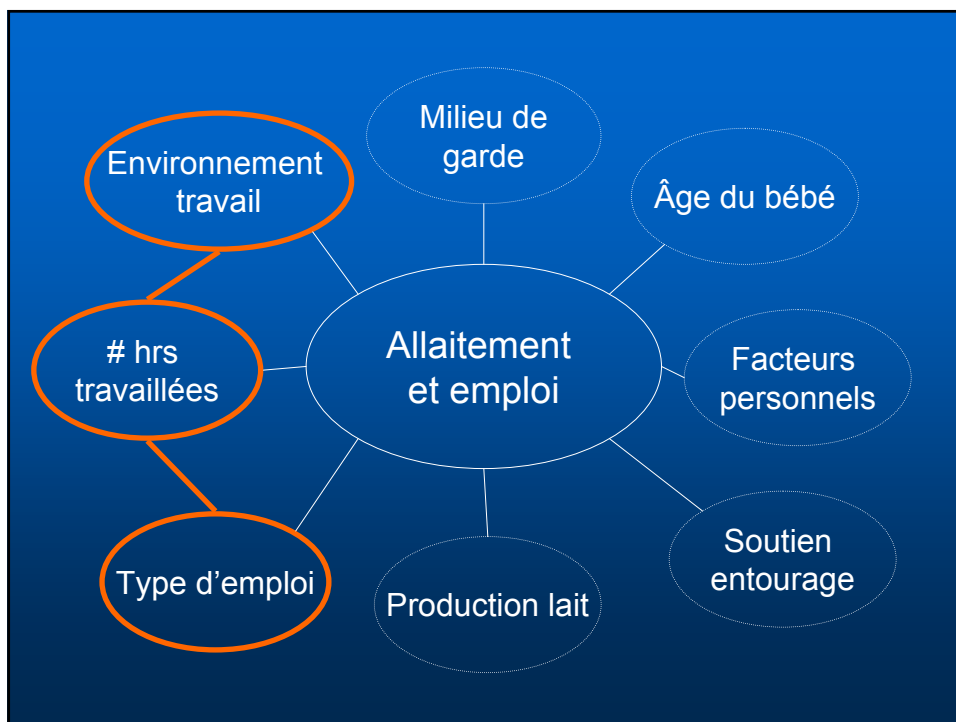 Milieu de
garde
Environnement
travail
Âge du bébé
# hrs
travaillées
Allaitement
et emploi
Facteurs
personnels
Type d’emploi
Production lait
Soutien
entourage